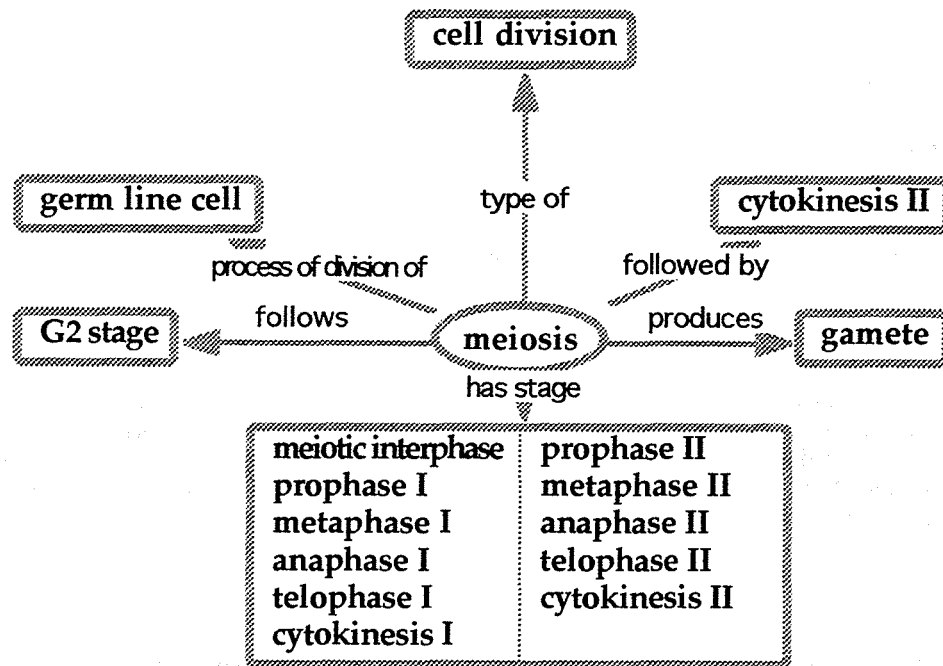 cell division
germ line cell
type of
cytokinesis II
process of division of
followed by
G2 stage
follows
meiosis
produces
gamete
has stage
meiotic interphase
prophase I
metaphase I
anaphase I
telophase I
cytokinesis I
prophase II
metaphase II
anaphase II
telophase II
cytokinesis II